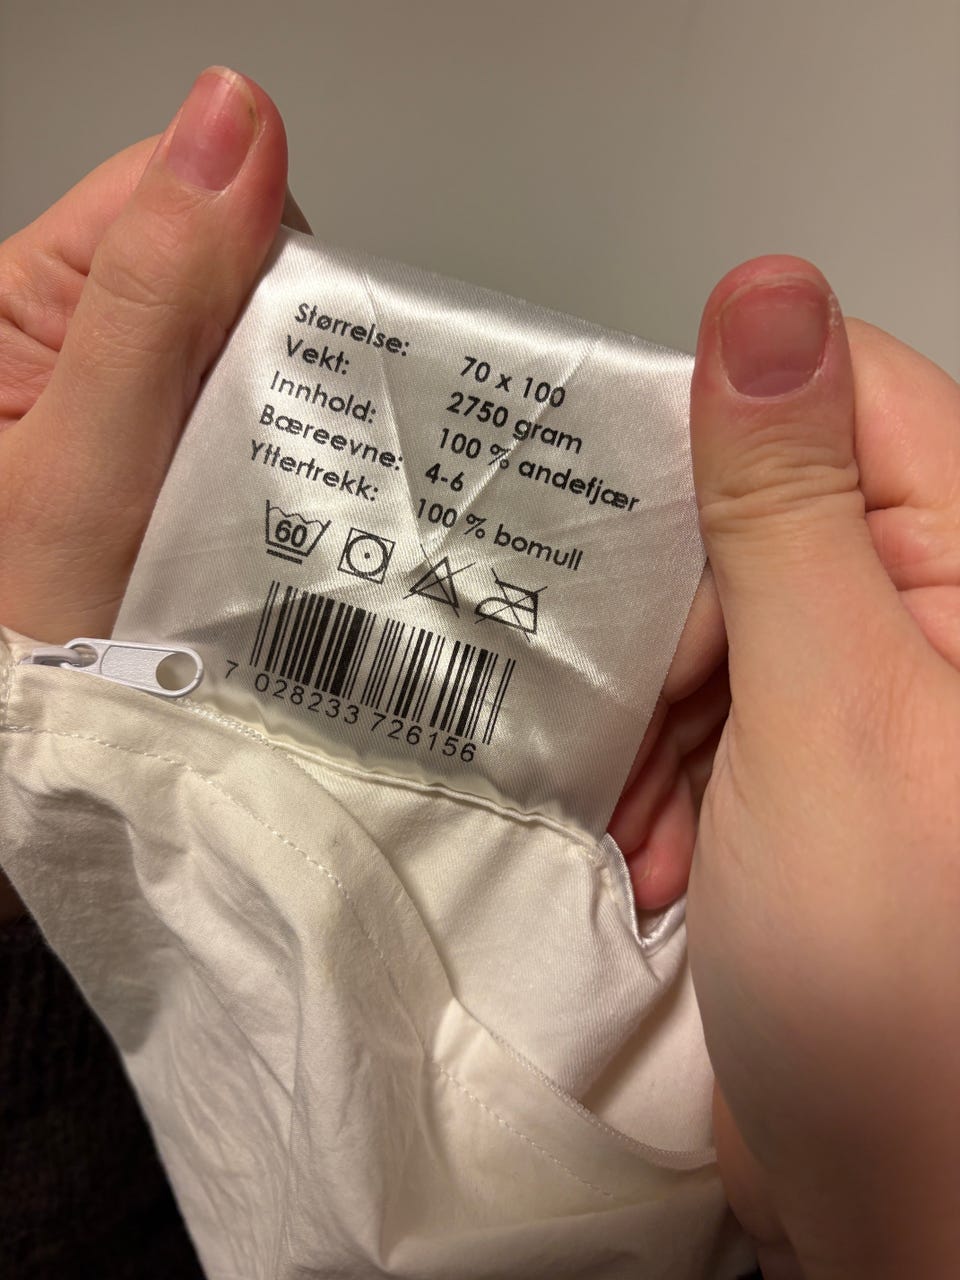 Størrelse: 70 x 100
Vekt: 2750 gram
Innhold: 100 % andefjær
Bæreevne: 4-6
Yttertrekk: 100 % bomull
60
7 028233 726156